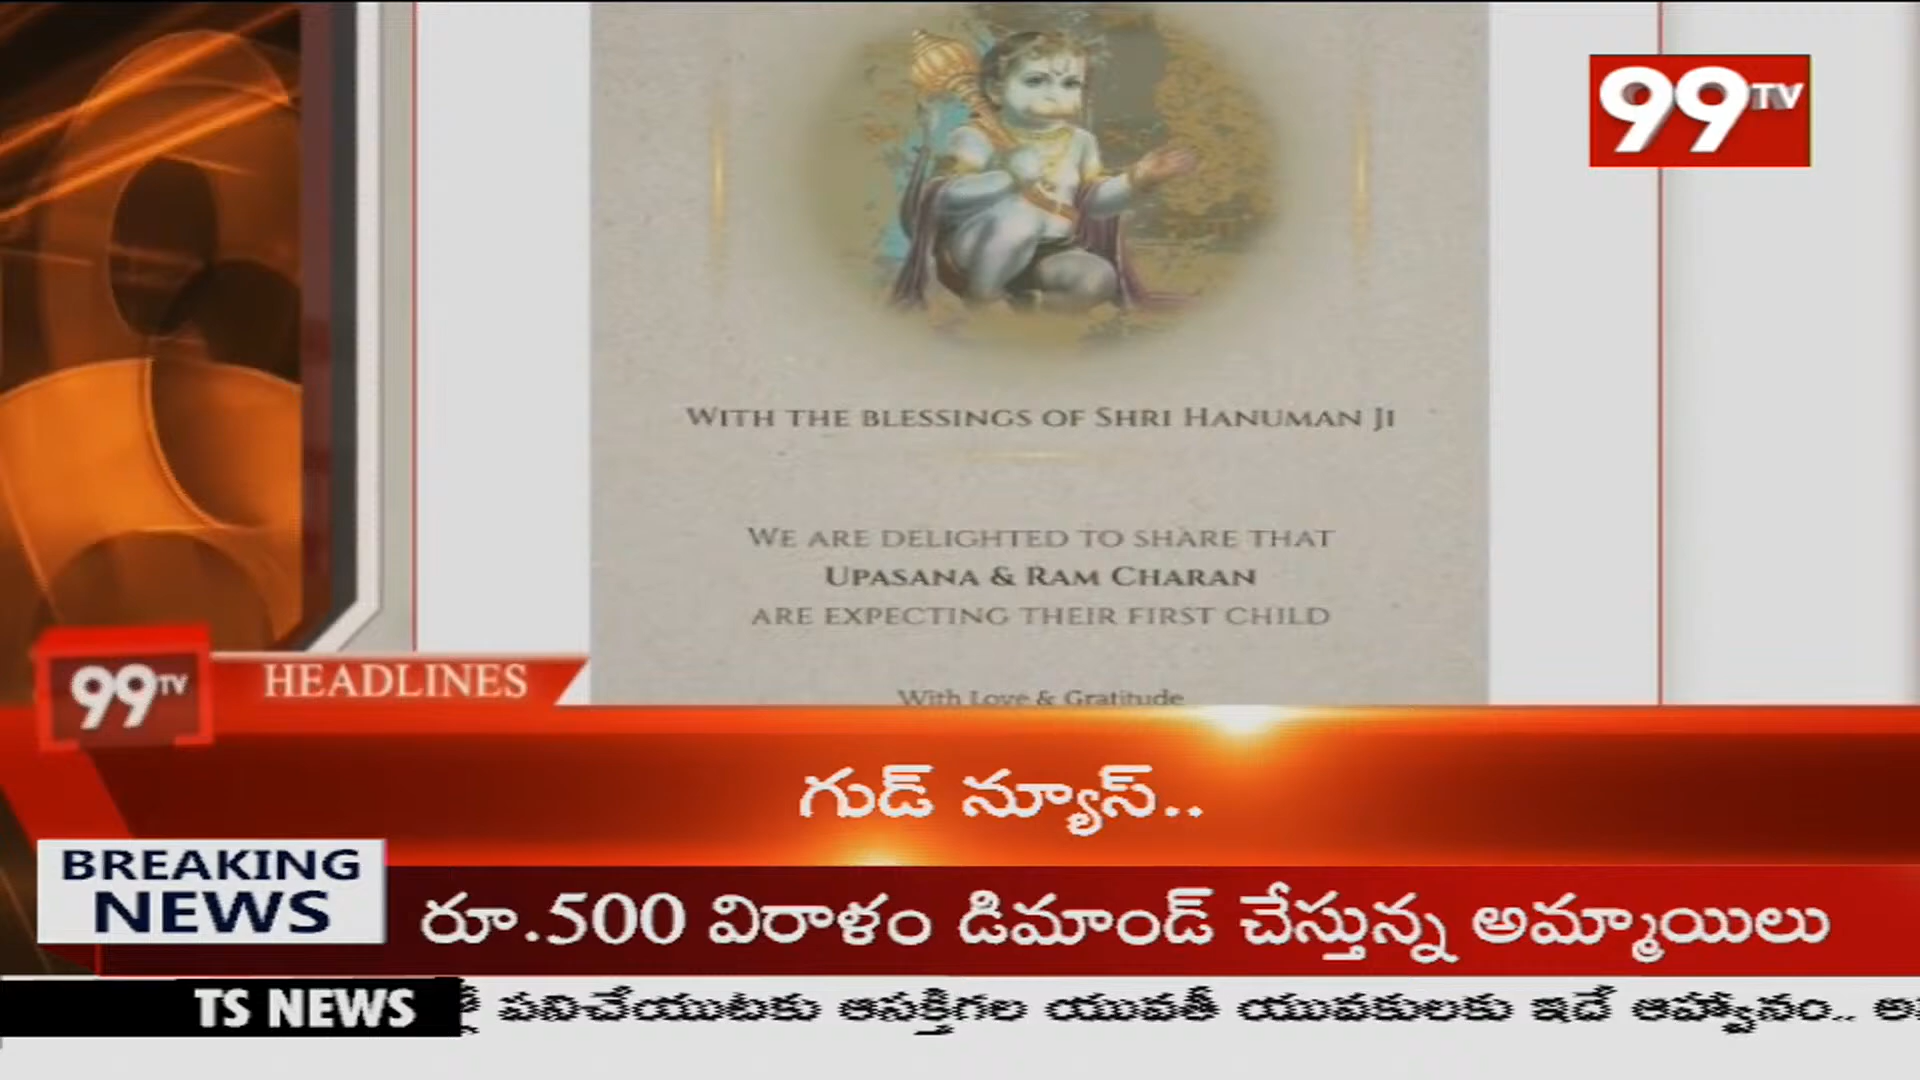 99TV
WITH THE BLESSINGS OF SHRI HANUMAN JI
WE ARE DELIGHTED TO SHARE THAT
UPASANA & RAM CHARAN
ARE EXPECTING THEIR FIRST CHILD
With Love & Gratitude
99TV HEADLINES
గుడ్ న్యూస్..
BREAKING
NEWS
రూ.500 విరాళం డిమాండ్ చేస్తున్న అమ్మాయిలు
TS NEWS పనిచేయుటకు ఆసక్తిగల యువతీ యువకులకు ఇదే ఆహ్వానం..